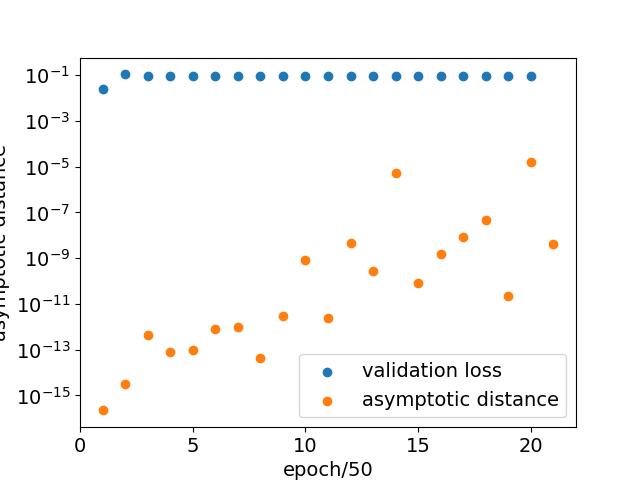 10⁻¹
10⁻³
10⁻⁵
10⁻⁷
10⁻⁹
10⁻¹¹
10⁻¹³
10⁻¹⁵
asymptotic distance
validation loss
asymptotic distance
0 5 10 15 20
epoch/50